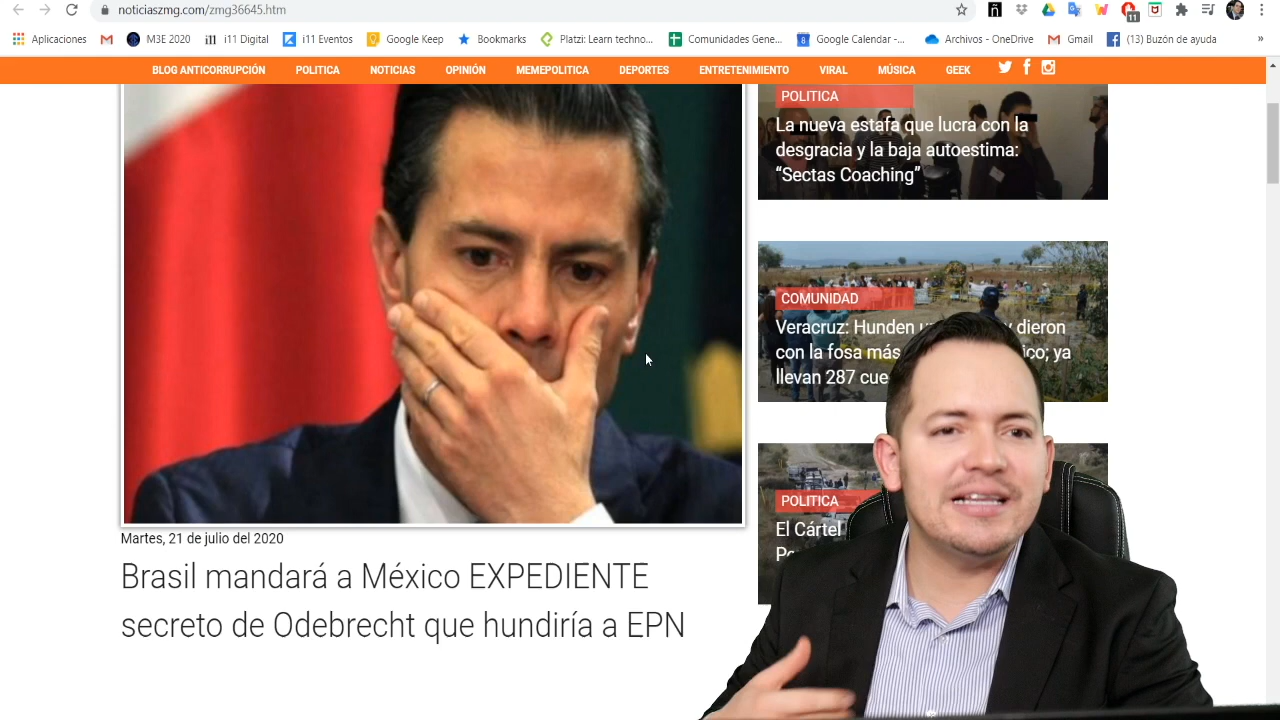 noticiaszmg.com/zmg36645.htm
ñ
11
Aplicaciones
M3E 2020
i11 Digital
i11 Eventos
Google Keep
Bookmarks
Platzi: Learn techno...
Comunidades Gene...
8
Google Calendar -...
Archivos - OneDrive
Gmail
(13) Buzón de ayuda
»
BLOG ANTICORRUPCIÓN
POLITICA
NOTICIAS
OPINIÓN
MEMEPOLITICA
DEPORTES
ENTRETENIMIENTO
VIRAL
MÚSICA
GEEK
POLITICA
La nueva estafa que lucra con la
desgracia y la baja autoestima:
“Sectas Coaching”
COMUNIDAD
Veracruz: Hunden dieron
con la fosa más
llevan 287
POLITICA
El Cártel
Martes, 21 de julio del 2020
Brasil mandará a México EXPEDIENTE
secreto de Odebrecht que hundiría a EPN